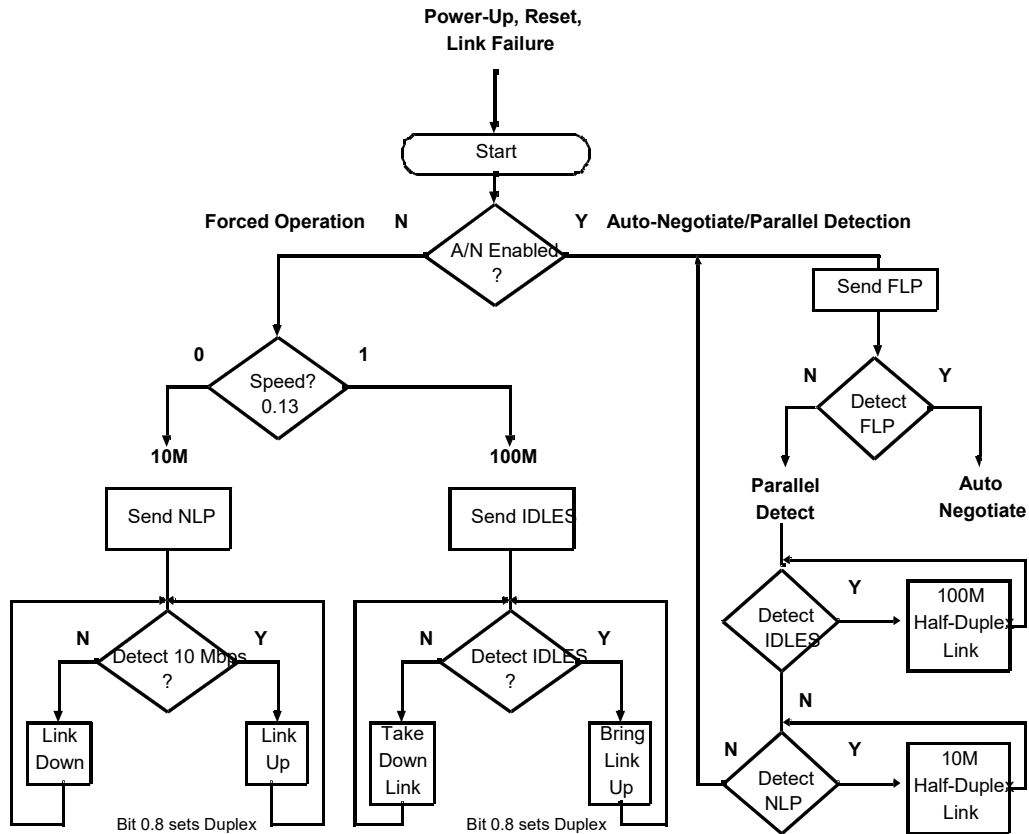 Power-Up, Reset,
Link Failure
Start
Forced Operation
N
Y
Auto-Negotiate/Parallel Detection
A/N Enabled
?
Send FLP
0
1
Speed?
0.13
N
Y
Detect
FLP
10M
100M
Parallel
Detect
Auto
Negotiate
Send NLP
Send IDLES
N
Y
Detect 10 Mbps
?
N
Y
Detect IDLES
?
Y
Detect
IDLES
100M
Half-Duplex
Link
N
Link
Down
Link
Up
Take
Down
Link
Bring
Link
Up
N
Y
Detect
NLP
10M
Half-Duplex
Link
Bit 0.8 sets Duplex
Bit 0.8 sets Duplex